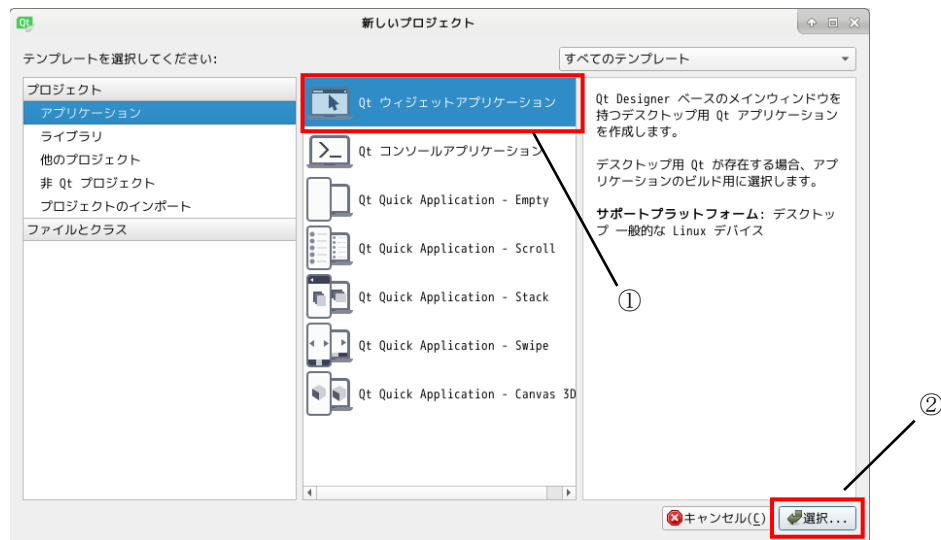 Qt
新しいプロジェクト
テンプレートを選択してください:
すべてのテンプレート
プロジェクト
アプリケーション
ライブラリ
他のプロジェクト
非 Qt プロジェクト
プロジェクトのインポート
ファイルとクラス
Qt ウィジェットアプリケーション
Qt コンソールアプリケーション
Qt Quick Application - Empty
Qt Quick Application - Scroll
Qt Quick Application - Stack
Qt Quick Application - Swipe
Qt Quick Application - Canvas 3D
Qt Designer ベースのメインウィンドウを
持つデスクトップ用 Qt アプリケーション
を作成します。
デスクトップ用 Qt が存在する場合、アプ
リケーションのビルド用に選択します。
サポートプラットフォーム: デスクトッ
プ 一般的な Linux デバイス
①
②
キャンセル(C)
選択...